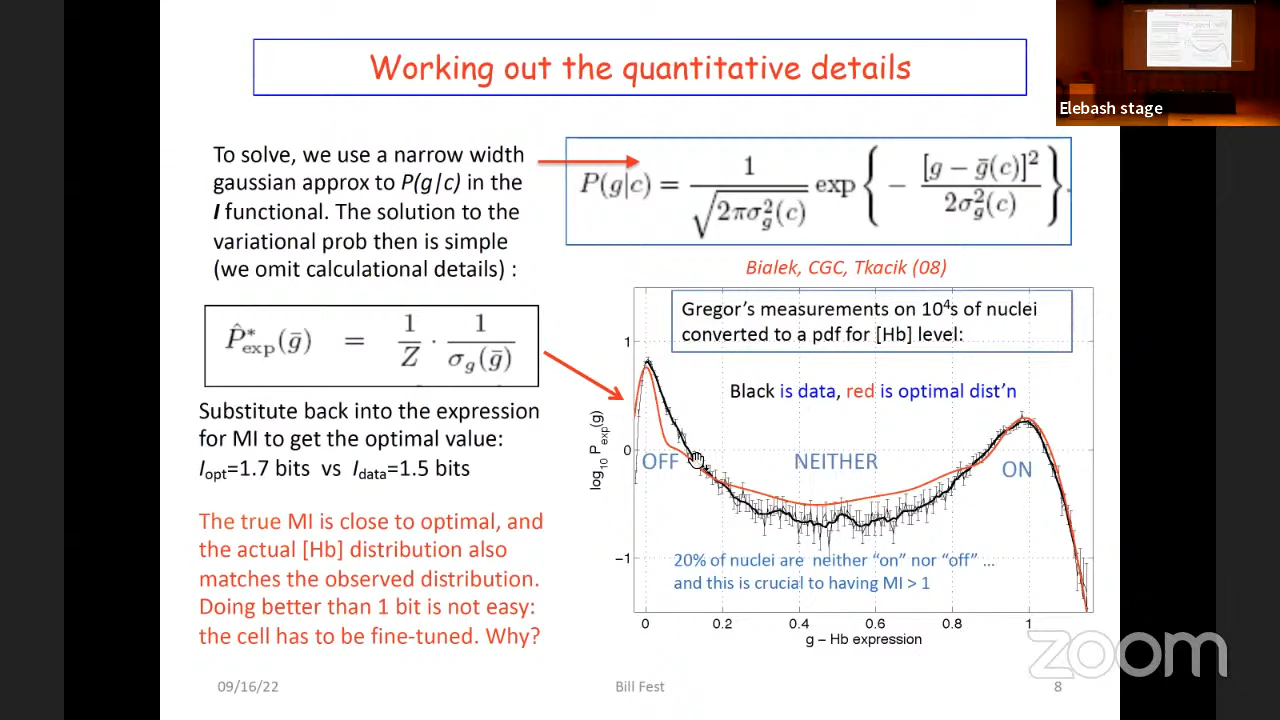 Working out the quantitative details
Elebash stage
To solve, we use a narrow width
gaussian approx to P(g|c) in the
I functional. The solution to the
variational prob then is simple
(we omit calculational details) :
P(g|c) = 1/√(2πσ_g²(c)) exp { − [g − ḡ(c)]² / 2σ_g²(c) } .
Bialek, CGC, Tkacik (08)
P̂*_exp(ḡ) = 1/Z · 1/σ_g(ḡ)
Gregor's measurements on 10⁴s of nuclei
converted to a pdf for [Hb] level:
Black is data, red is optimal dist'n
Substitute back into the expression
for MI to get the optimal value:
I_opt=1.7 bits vs I_data=1.5 bits
The true MI is close to optimal, and
the actual [Hb] distribution also
matches the observed distribution.
Doing better than 1 bit is not easy:
the cell has to be fine-tuned. Why?
log₁₀ P_exp(g)
1
0
−1
OFF
NEITHER
ON
20% of nuclei are neither "on" nor "off" ...
and this is crucial to having MI > 1
0 0.2 0.4 0.6 0.8 1
g − Hb expression
zoom
09/16/22
Bill Fest
8